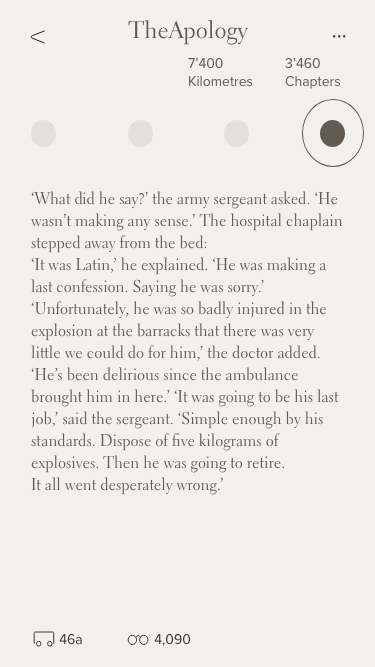 <
TheApology
...
7’400
Kilometres
3’460
Chapters
‘What did he say?’ the army sergeant asked. ‘He
wasn’t making any sense.’ The hospital chaplain
stepped away from the bed:
‘It was Latin,’ he explained. ‘He was making a
last confession. Saying he was sorry.’
‘Unfortunately, he was so badly injured in the
explosion at the barracks that there was very
little we could do for him,’ the doctor added.
‘He’s been delirious since the ambulance
brought him in here.’ ‘It was going to be his last
job,’ said the sergeant. ‘Simple enough by his
standards. Dispose of five kilograms of
explosives. Then he was going to retire.
It all went desperately wrong.’
46a
4,090